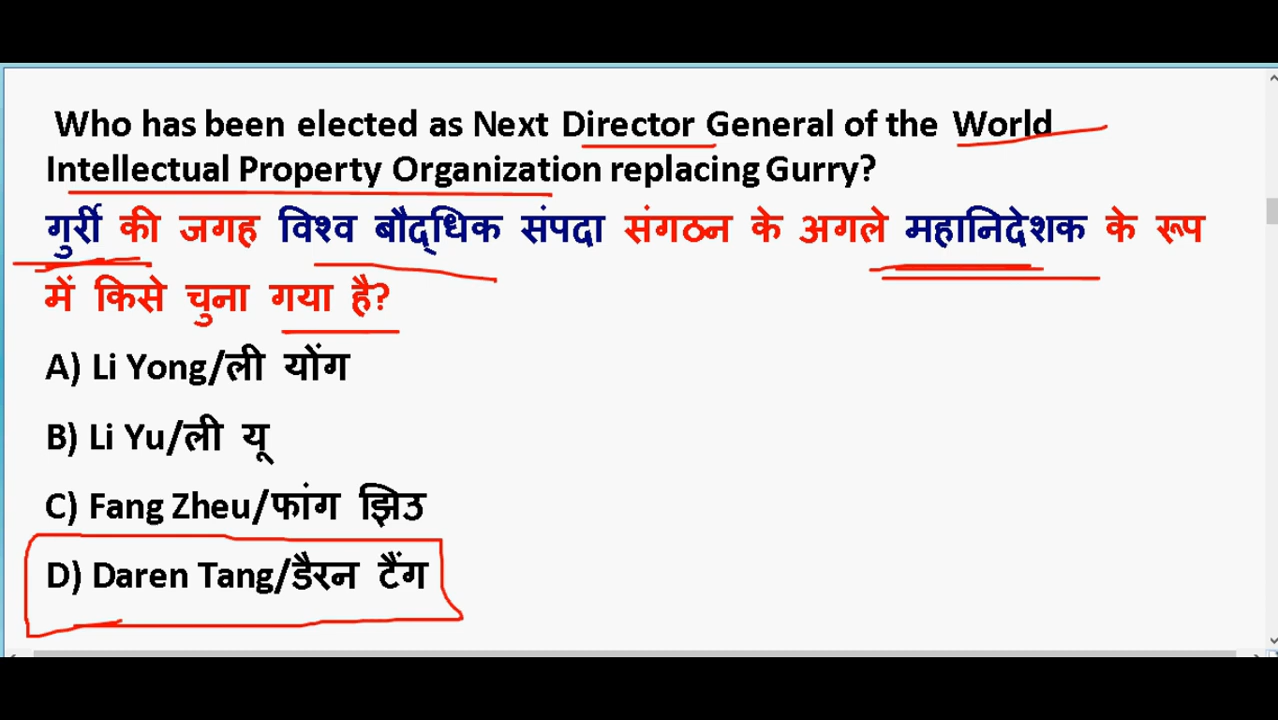 Who has been elected as Next Director General of the World
Intellectual Property Organization replacing Gurry?
गुर्री की जगह विश्व बौद्धिक संपदा संगठन के अगले महानिदेशक के रूप
में किसे चुना गया है?
A) Li Yong/ली योंग
B) Li Yu/ली यू
C) Fang Zheu/फांग झिउ
D) Daren Tang/डैरन टैंग